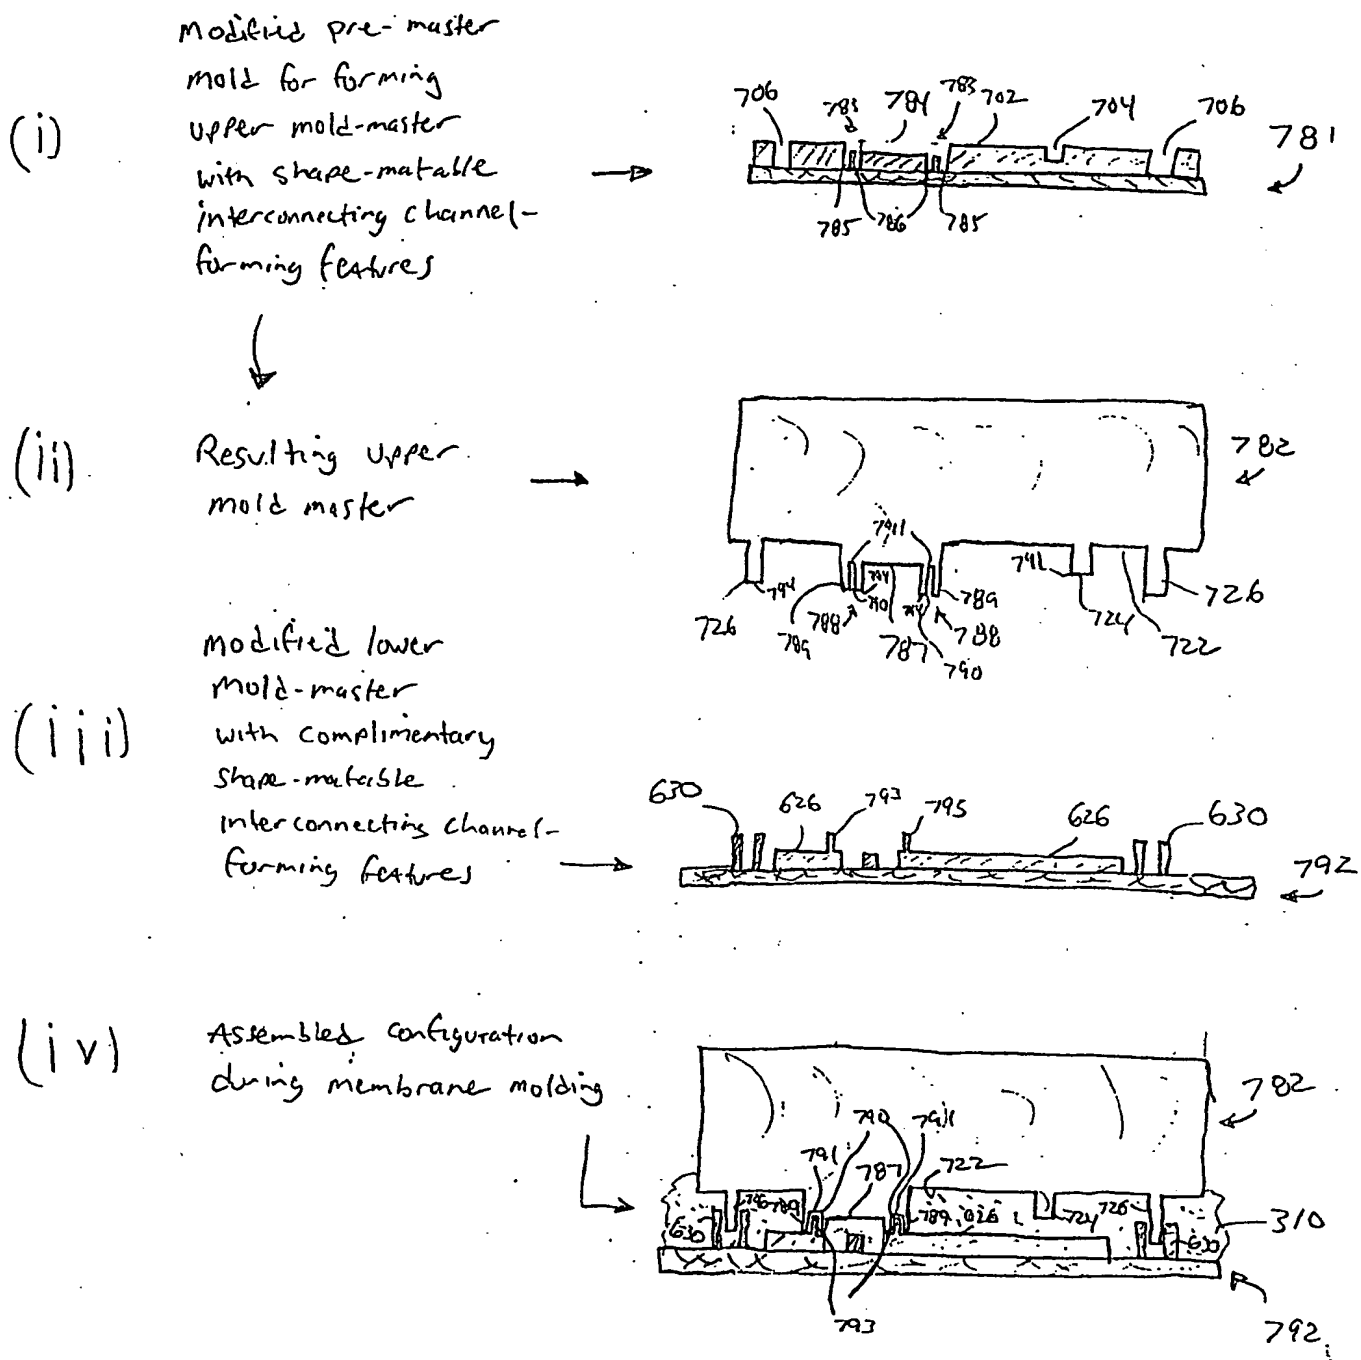 Modified pre-master
mold for forming
upper mold-master
with shape-matable
interconnecting channel-
forming features
(i)
706
783
784
783
702
704
706
781
785
786
785
(ii)
Resulting upper
mold master
782
726
794
789
788
790
787
790
789
788
741
724
722
726
(iii)
Modified lower
mold-master
with complimentary
shape-matable
interconnecting channel-
forming features
630
626
793
795
626
630
792
(iv)
Assembled configuration
during membrane molding
782
791
790
787
722
630
789
789
626
724
726
630
310
793
792